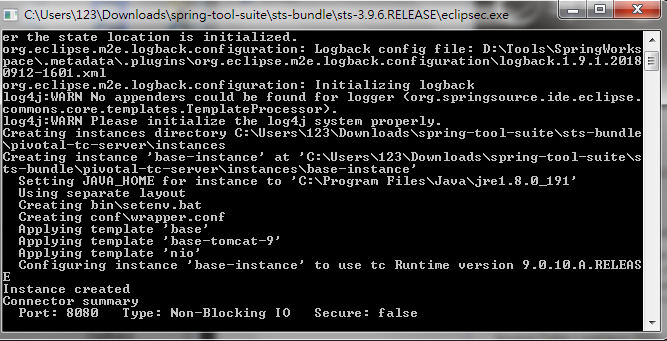 C:\Users\123\Downloads\spring-tool-suite\sts-bundle\sts-3.9.6.RELEASE\eclipsec.exe
er the state location is initialized.
org.eclipse.m2e.logback.configuration: Logback config file: D:\Tools\SpringWorks
pace\.metadata\.plugins\org.eclipse.m2e.logback.configuration\logback.1.9.1.2018
0912-1601.xml
org.eclipse.m2e.logback.configuration: Initializing logback
log4j:WARN No appenders could be found for logger (org.springsource.ide.eclipse.
commons.core.templates.TemplateProcessor).
log4j:WARN Please initialize the log4j system properly.
Creating instances directory C:\Users\123\Downloads\spring-tool-suite\sts-bundle
\pivotal-tc-server\instances
Creating instance 'base-instance' at 'C:\Users\123\Downloads\spring-tool-suite\s
ts-bundle\pivotal-tc-server\instances\base-instance'
  Setting JAVA_HOME for instance to 'C:\Program Files\Java\jre1.8.0_191'
  Using separate layout
  Creating bin\setenv.bat
  Creating conf\wrapper.conf
  Applying template 'base'
  Applying template 'base-tomcat-9'
  Applying template 'nio'
  Configuring instance 'base-instance' to use tc Runtime version 9.0.10.A.RELEAS
E
Instance created
Connector summary
  Port: 8080   Type: Non-Blocking IO   Secure: false